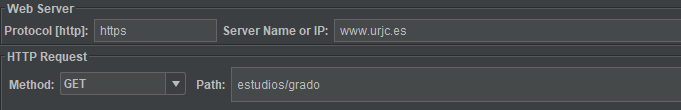 Web Server
Protocol [http]: https Server Name or IP: www.urjc.es
HTTP Request
Method: GET Path: estudios/grado